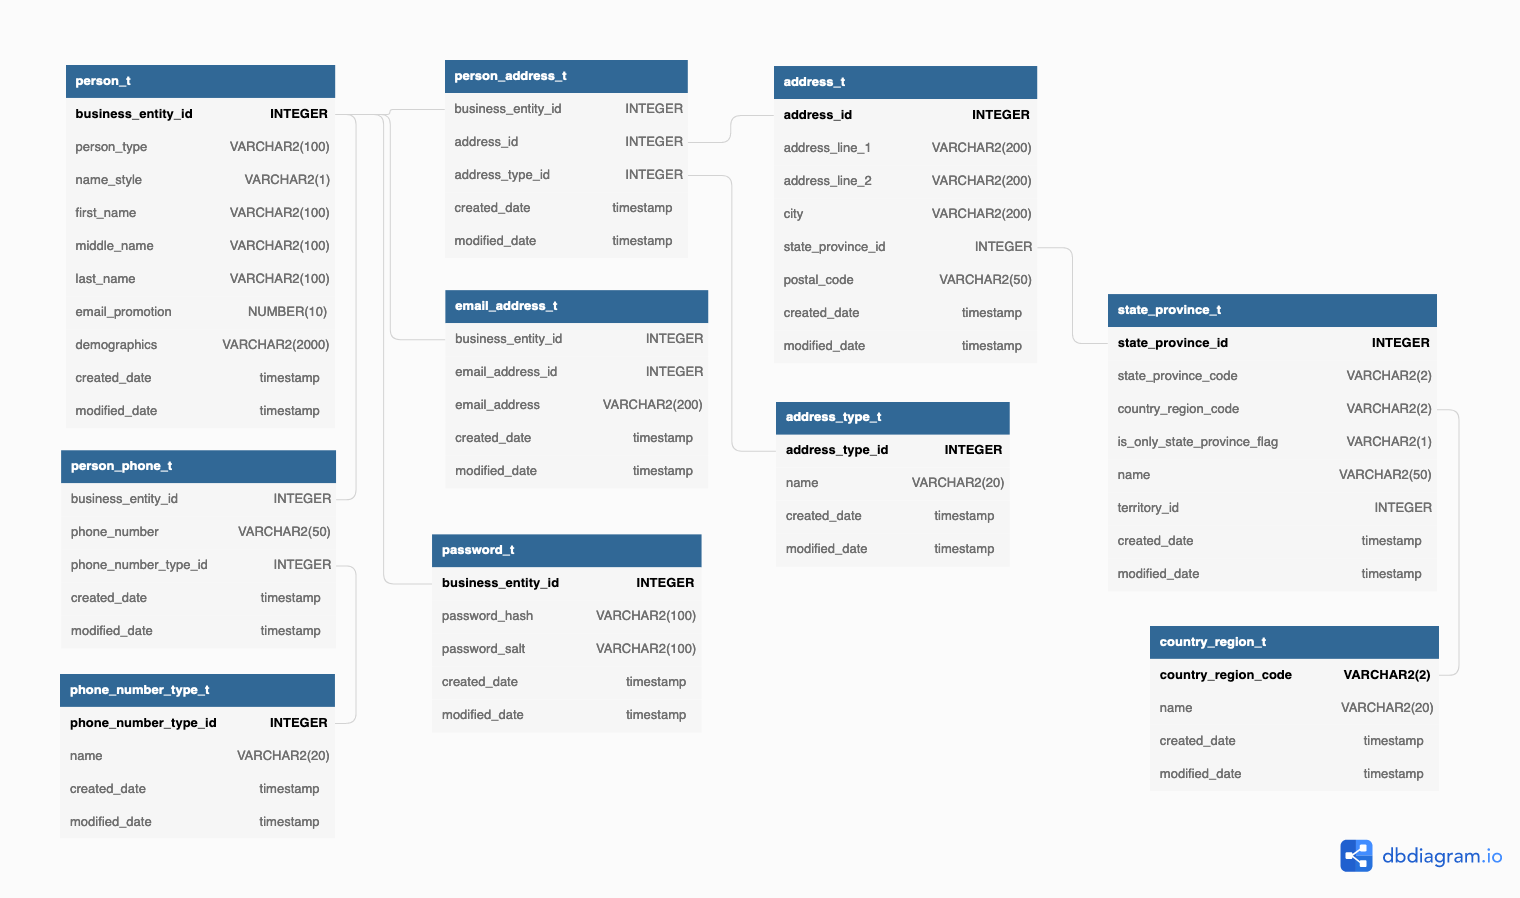 person_t
business_entity_id INTEGER
person_type VARCHAR2(100)
name_style VARCHAR2(1)
first_name VARCHAR2(100)
middle_name VARCHAR2(100)
last_name VARCHAR2(100)
email_promotion NUMBER(10)
demographics VARCHAR2(2000)
created_date timestamp
modified_date timestamp
person_phone_t
business_entity_id INTEGER
phone_number VARCHAR2(50)
phone_number_type_id INTEGER
created_date timestamp
modified_date timestamp
phone_number_type_t
phone_number_type_id INTEGER
name VARCHAR2(20)
created_date timestamp
modified_date timestamp
person_address_t
business_entity_id INTEGER
address_id INTEGER
address_type_id INTEGER
created_date timestamp
modified_date timestamp
email_address_t
business_entity_id INTEGER
email_address_id INTEGER
email_address VARCHAR2(200)
created_date timestamp
modified_date timestamp
password_t
business_entity_id INTEGER
password_hash VARCHAR2(100)
password_salt VARCHAR2(100)
created_date timestamp
modified_date timestamp
address_t
address_id INTEGER
address_line_1 VARCHAR2(200)
address_line_2 VARCHAR2(200)
city VARCHAR2(200)
state_province_id INTEGER
postal_code VARCHAR2(50)
created_date timestamp
modified_date timestamp
address_type_t
address_type_id INTEGER
name VARCHAR2(20)
created_date timestamp
modified_date timestamp
state_province_t
state_province_id INTEGER
state_province_code VARCHAR2(2)
country_region_code VARCHAR2(2)
is_only_state_province_flag VARCHAR2(1)
name VARCHAR2(50)
territory_id INTEGER
created_date timestamp
modified_date timestamp
country_region_t
country_region_code VARCHAR2(2)
name VARCHAR2(20)
created_date timestamp
modified_date timestamp
dbdiagram.io